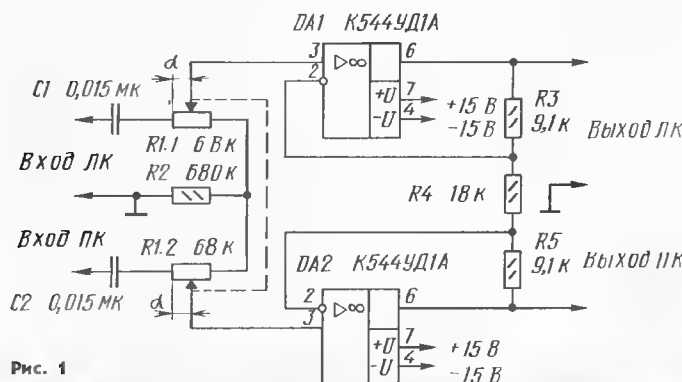 DA1 К544УД1А
3
2
▷∞
6
+U
-U
7
4
+15 В
-15 В
α
C1 0,015 мк
R1.1 68 к
Вход ЛК
R2 680 к
Вход ПК
R1.2 68 к
α
C2 0,015 мк
R3
9,1 к
Выход ЛК
R4 18 к
R5
9,1 к
Выход ПК
DA2 К544УД1А
2
3
▷∞
6
+U
-U
7
4
+15 В
-15 В
Рис. 1